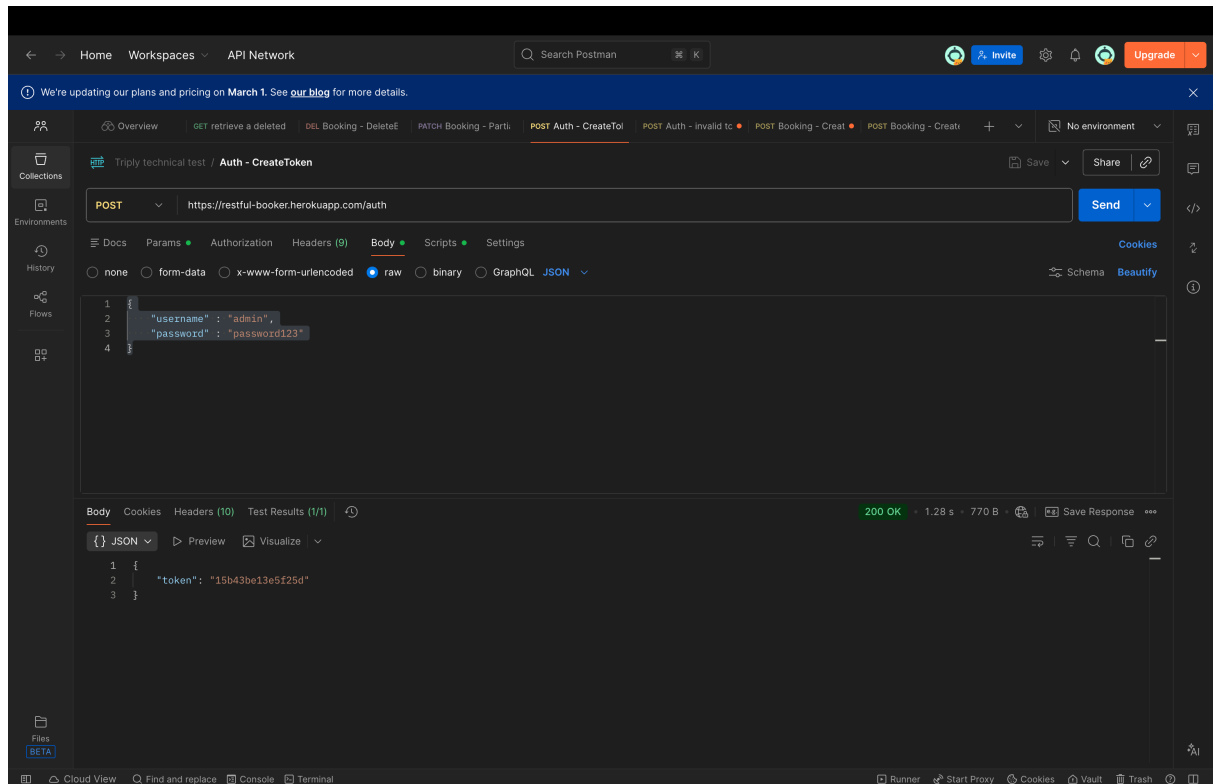 Home Workspaces API Network Search Postman ⌘ K Invite Upgrade
We're updating our plans and pricing on March 1. See our blog for more details.
Overview GET retrieve a deleted DEL Booking - DeleteE PATCH Booking - Parti POST Auth - CreateTol POST Auth - invalid tc POST Booking - Creat POST Booking - Create No environment
Collections
Environments
History
Flows
Files
BETA
HTTP Triply technical test / Auth - CreateToken Save Share
POST https://restful-booker.herokuapp.com/auth Send
Docs Params Authorization Headers (9) Body Scripts Settings Cookies
none form-data x-www-form-urlencoded raw binary GraphQL JSON Schema Beautify
1 {
2 "username" : "admin",
3 "password" : "password123"
4 }
Body Cookies Headers (10) Test Results (1/1) 200 OK • 1.28 s • 770 B e.g. Save Response
{} JSON Preview Visualize
1 {
2 "token": "15b43be13e5f25d"
3 }
AI
Cloud View Find and replace Console Terminal Runner Start Proxy Cookies Vault Trash